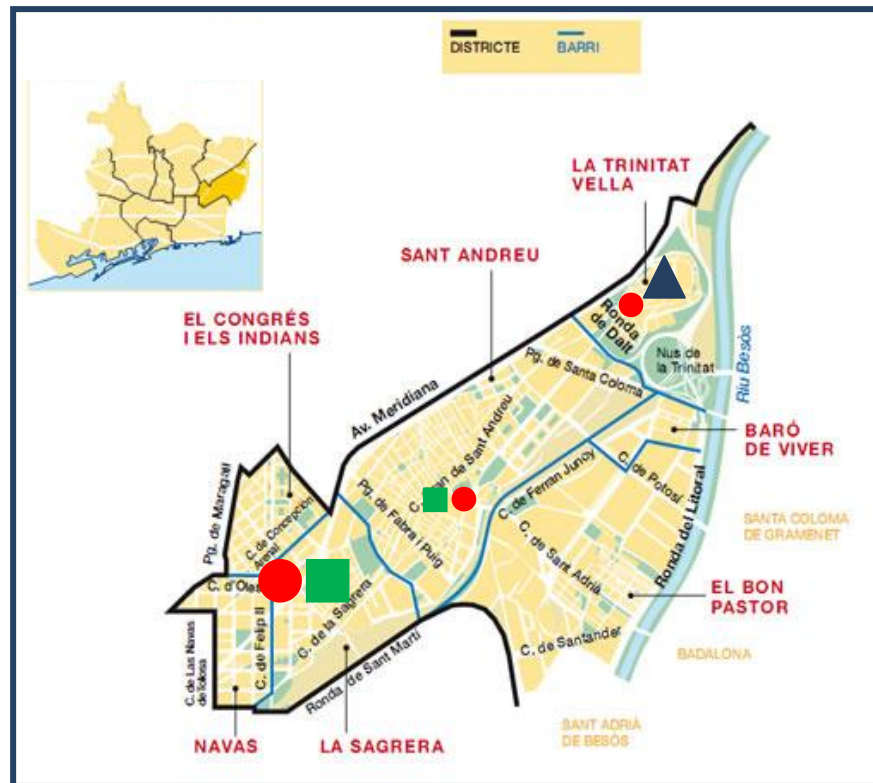 DISTRICTE
BARRI
LA TRINITAT
VELLA
SANT ANDREU
EL CONGRÉS
I ELS INDIANS
Ronda
de Dalt
Nus de
la Trinitat
Riu Besòs
Pg. de Santa Coloma
Av. Meridiana
BARÓ
DE VIVER
de Sant Andreu
C. de Ferran Junoy
C. de Potosí
Pg. de Maragall
C. de Concepción
Arenal
Pg. de Fabra i Puig
Ronda del Litoral
SANTA COLOMA
DE GRAMENET
C. de Sant Adrià
C. d'Ole
EL BON
PASTOR
C. de la Sagrera
C. de Felip II
C. de Las Navas
de Tolosa
C. de Santander
Ronda de Sant Martí
BADALONA
SANT ADRIÀ
DE BESÒS
NAVAS
LA SAGRERA